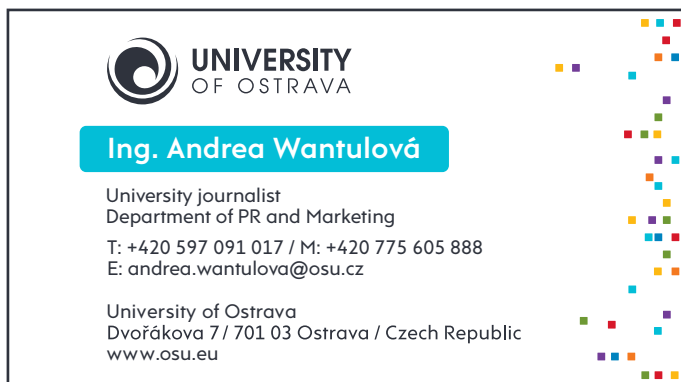 UNIVERSITY
OF OSTRAVA
Ing. Andrea Wantulová
University journalist
Department of PR and Marketing
T: +420 597 091 017 / M: +420 775 605 888
E: andrea.wantulova@osu.cz
University of Ostrava
Dvořákova 7 / 701 03 Ostrava / Czech Republic
www.osu.eu